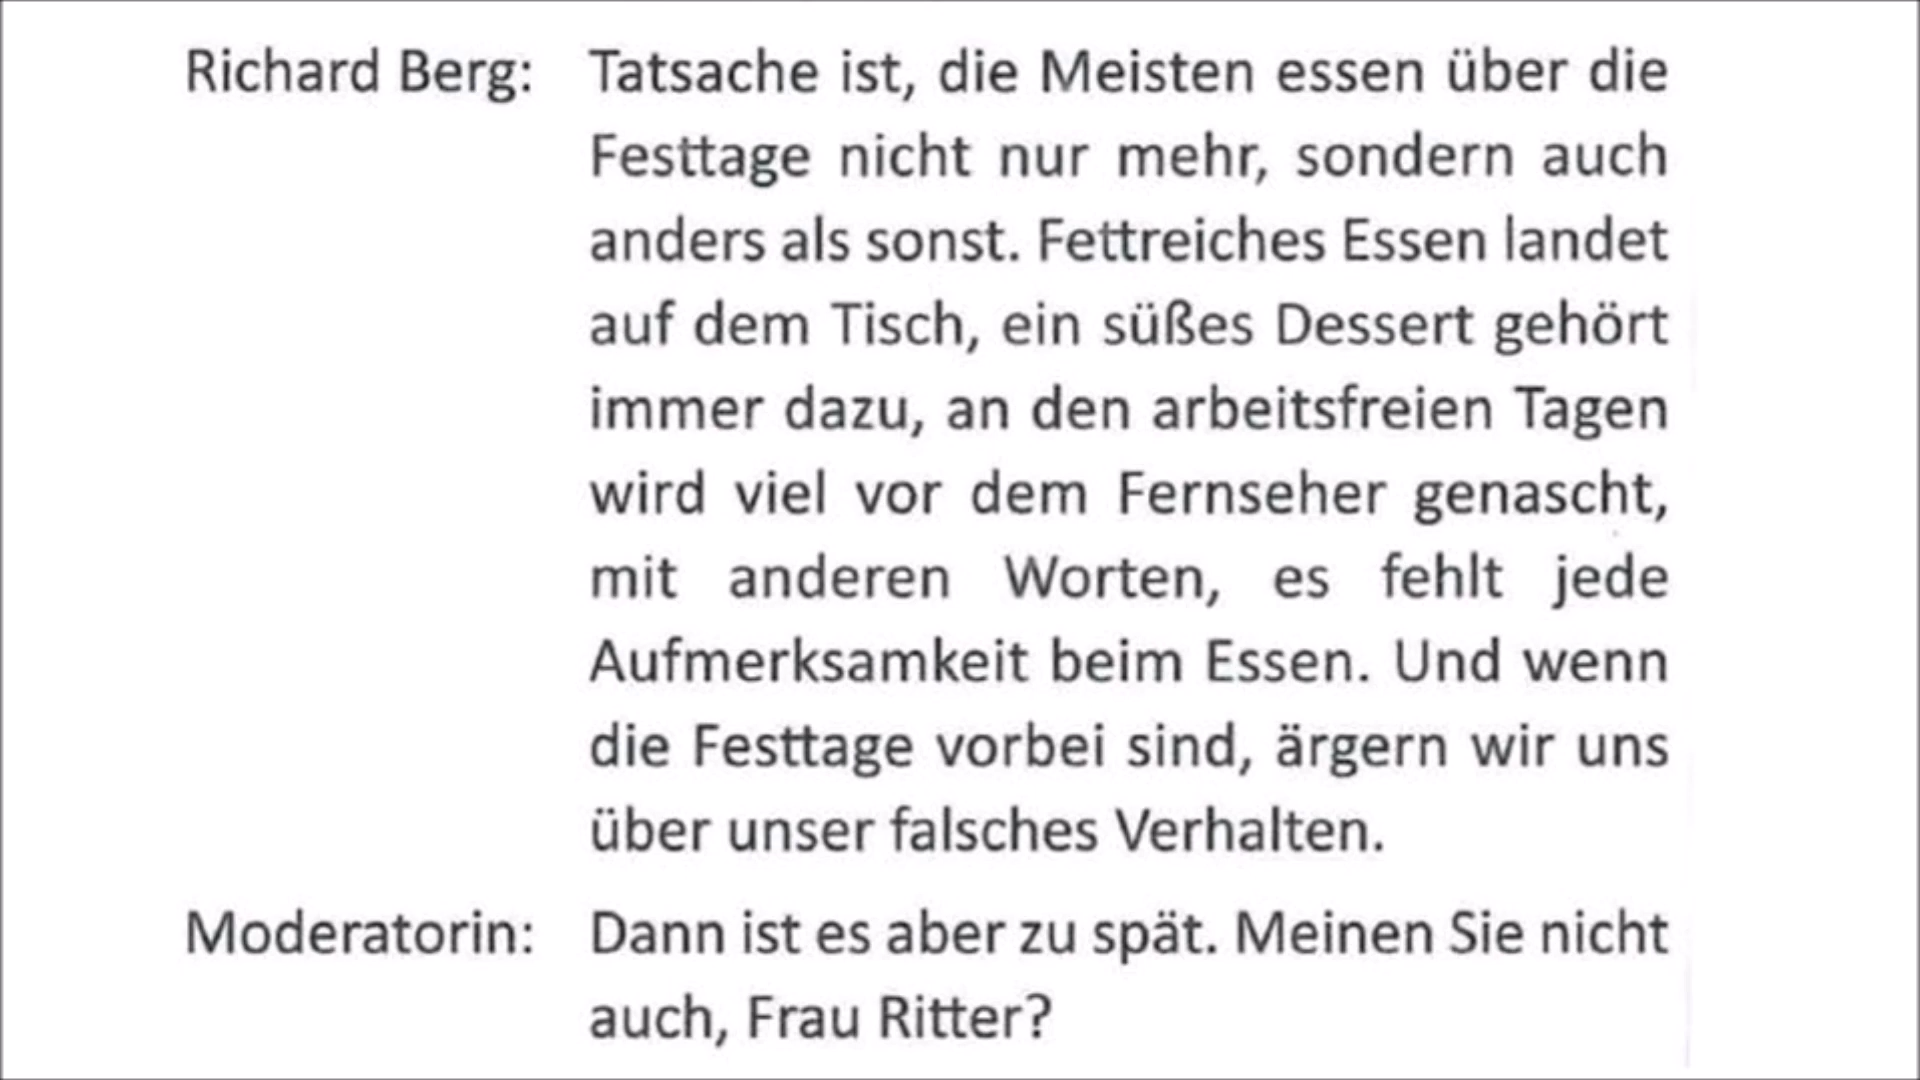 Richard Berg: Tatsache ist, die Meisten essen über die
Festtage nicht nur mehr, sondern auch
anders als sonst. Fettreiches Essen landet
auf dem Tisch, ein süßes Dessert gehört
immer dazu, an den arbeitsfreien Tagen
wird viel vor dem Fernseher genascht,
mit anderen Worten, es fehlt jede
Aufmerksamkeit beim Essen. Und wenn
die Festtage vorbei sind, ärgern wir uns
über unser falsches Verhalten.
Moderatorin: Dann ist es aber zu spät. Meinen Sie nicht
auch, Frau Ritter?